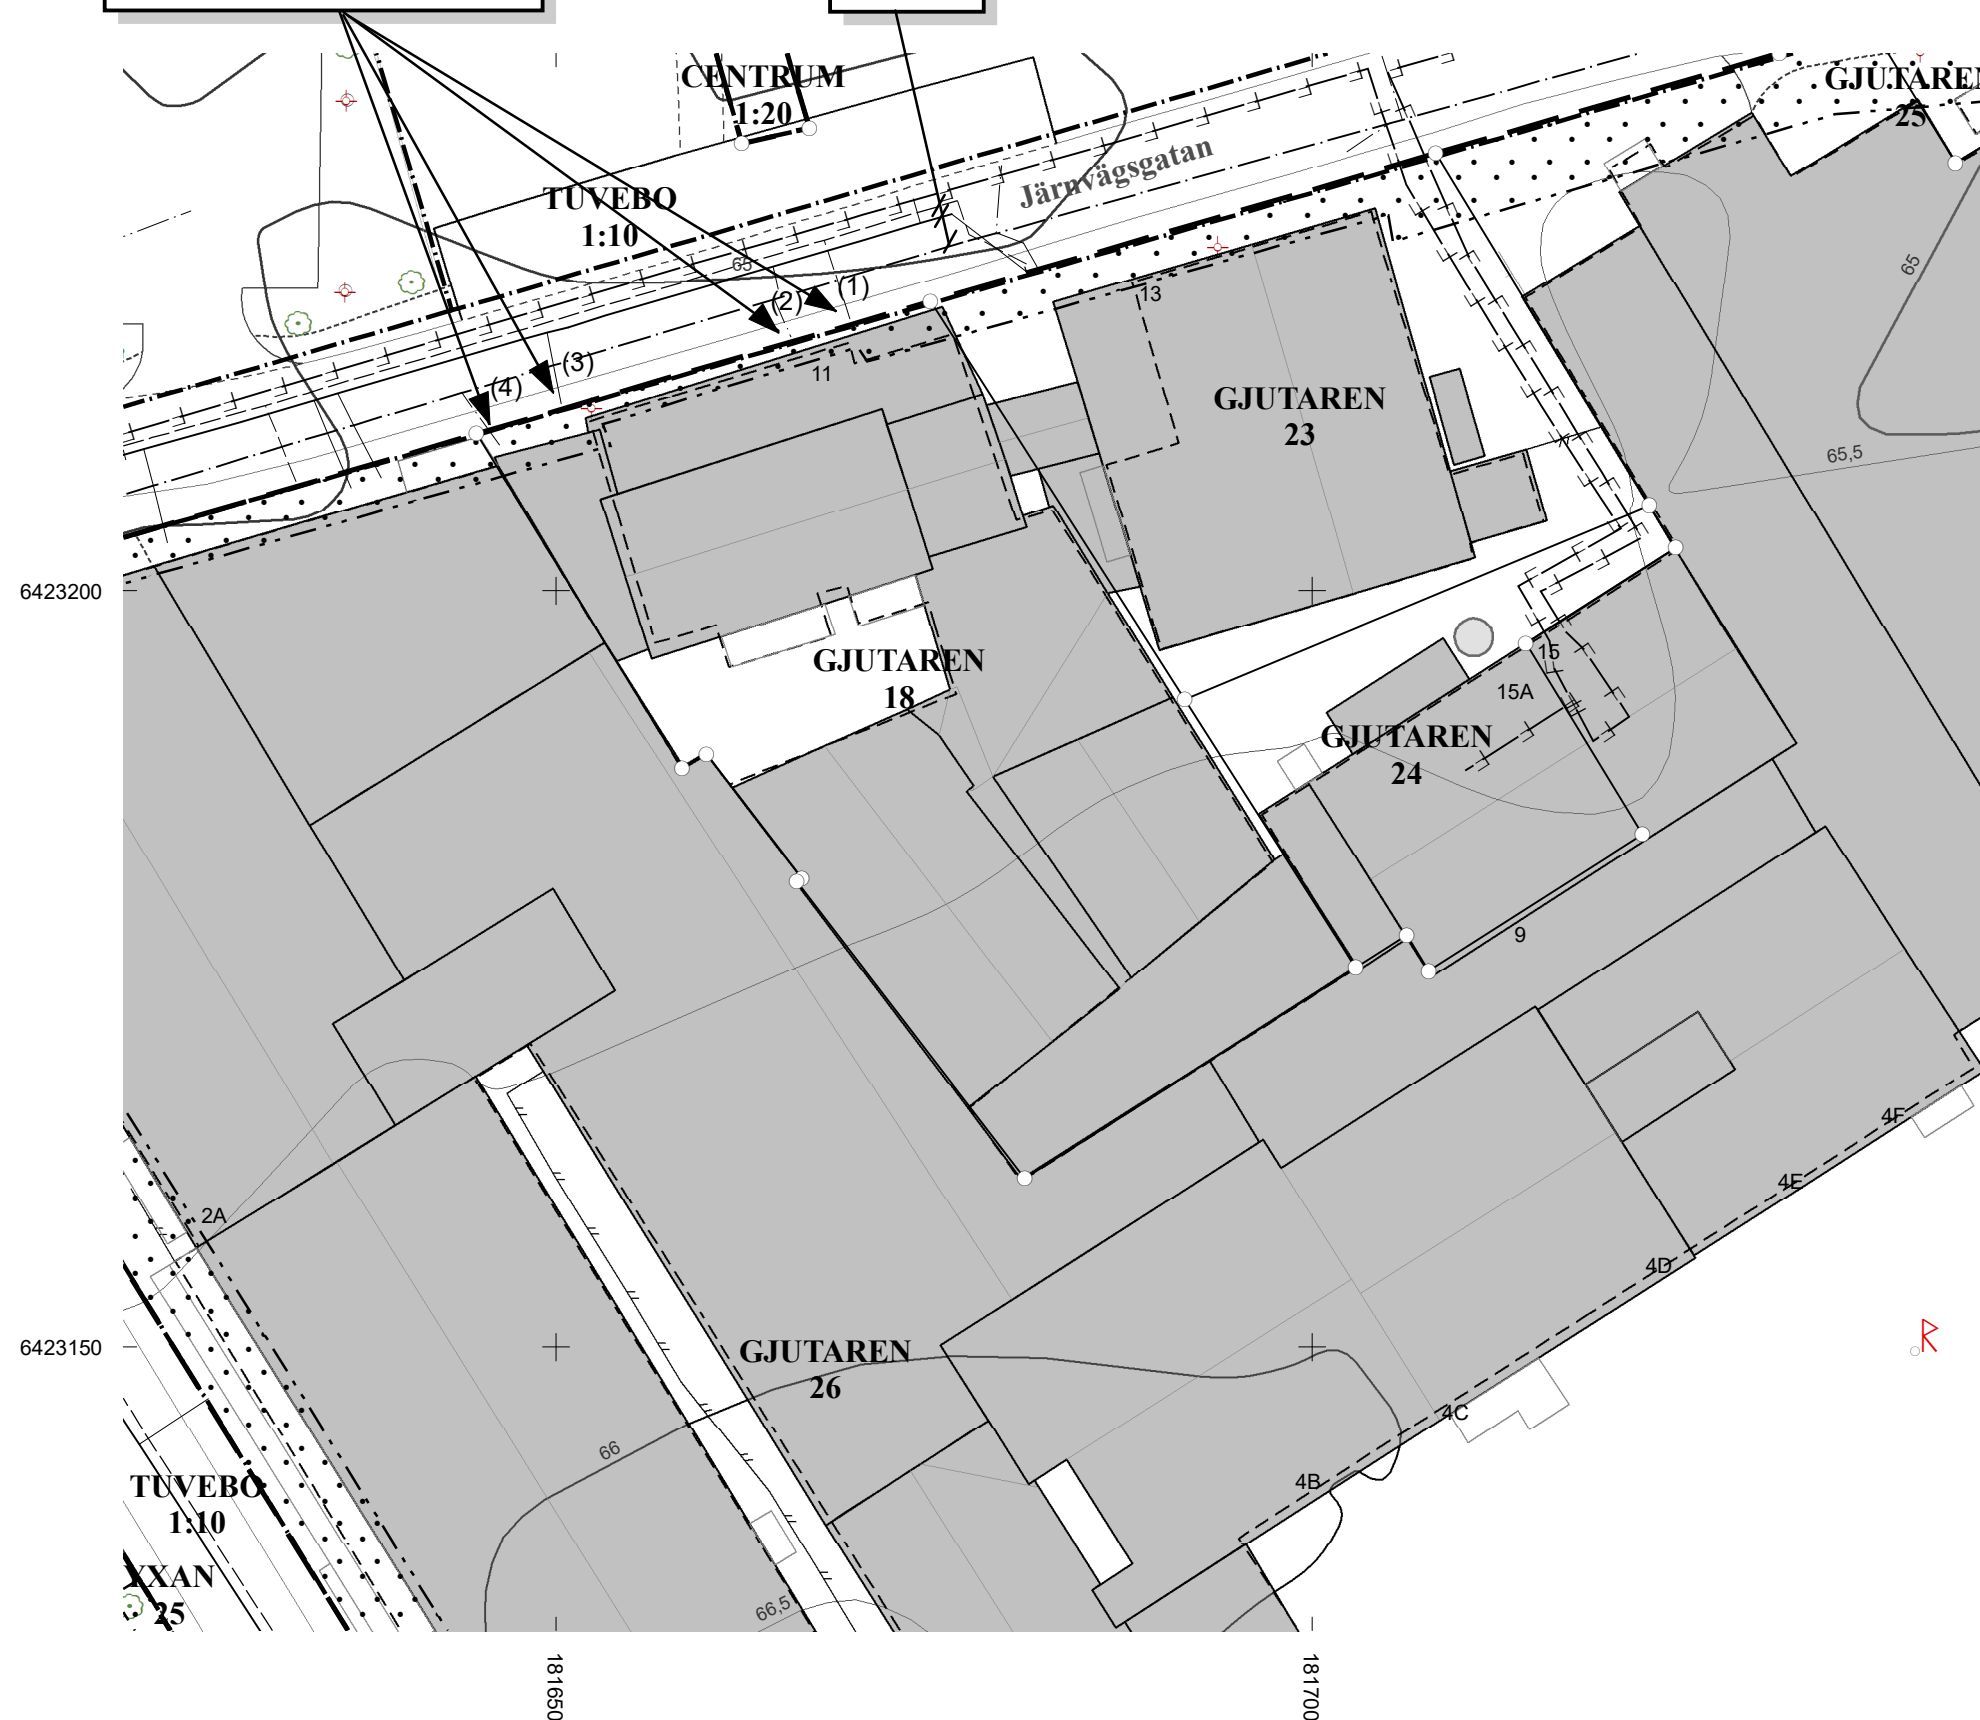 CENTRUM
1:20
GJUTAREN
25
Järnvägsgatan
TUVEBO
1:10
65
(1)
(2)
(3)
(4)
13
11
65
GJUTAREN
23
65,5
6423200
GJUTAREN
18
15
15A
GJUTAREN
24
9
4F
4E
2A
4D
6423150
GJUTAREN
26
4C
66
4B
TUVEBO
1:10
YXAN
25
66,5
181650
181700